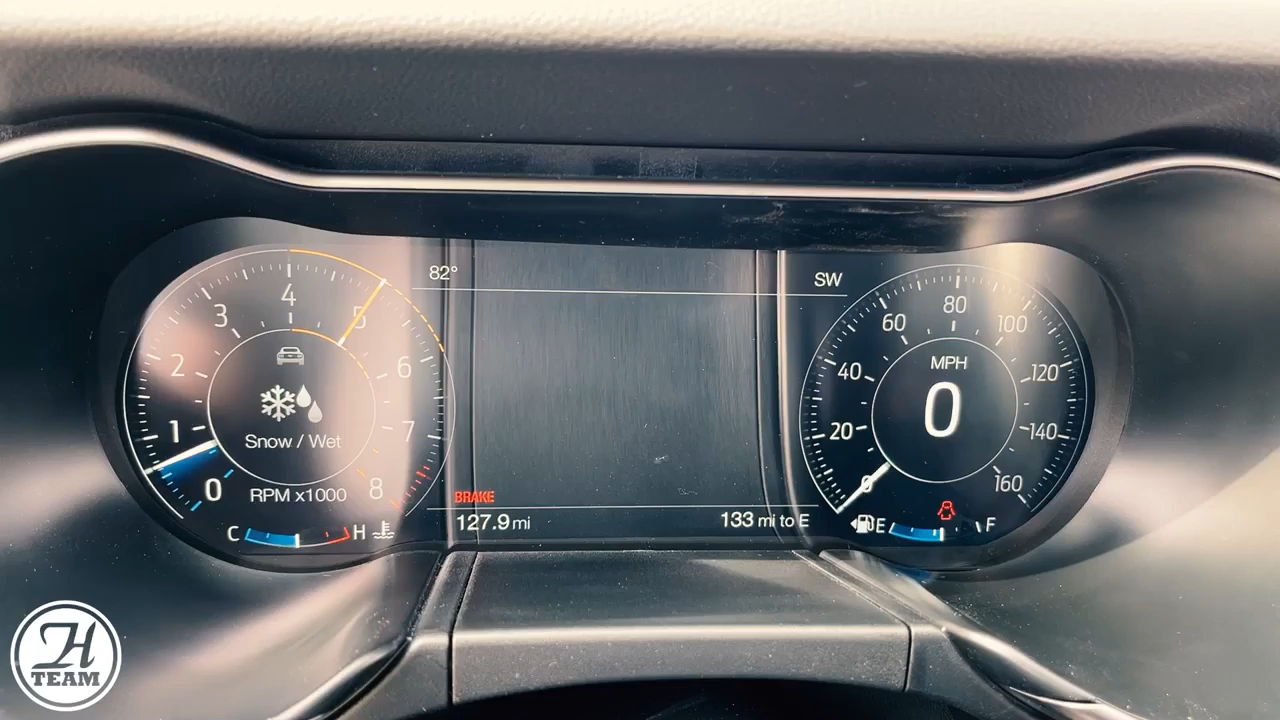 82°
SW
0 1 2 3 4 5 6 7 8
Snow / Wet
RPM x1000
C H
BRAKE
127.9 mi
133 mi to E
0 20 40 60 80 100 120 140 160
MPH
0
E F
H
TEAM